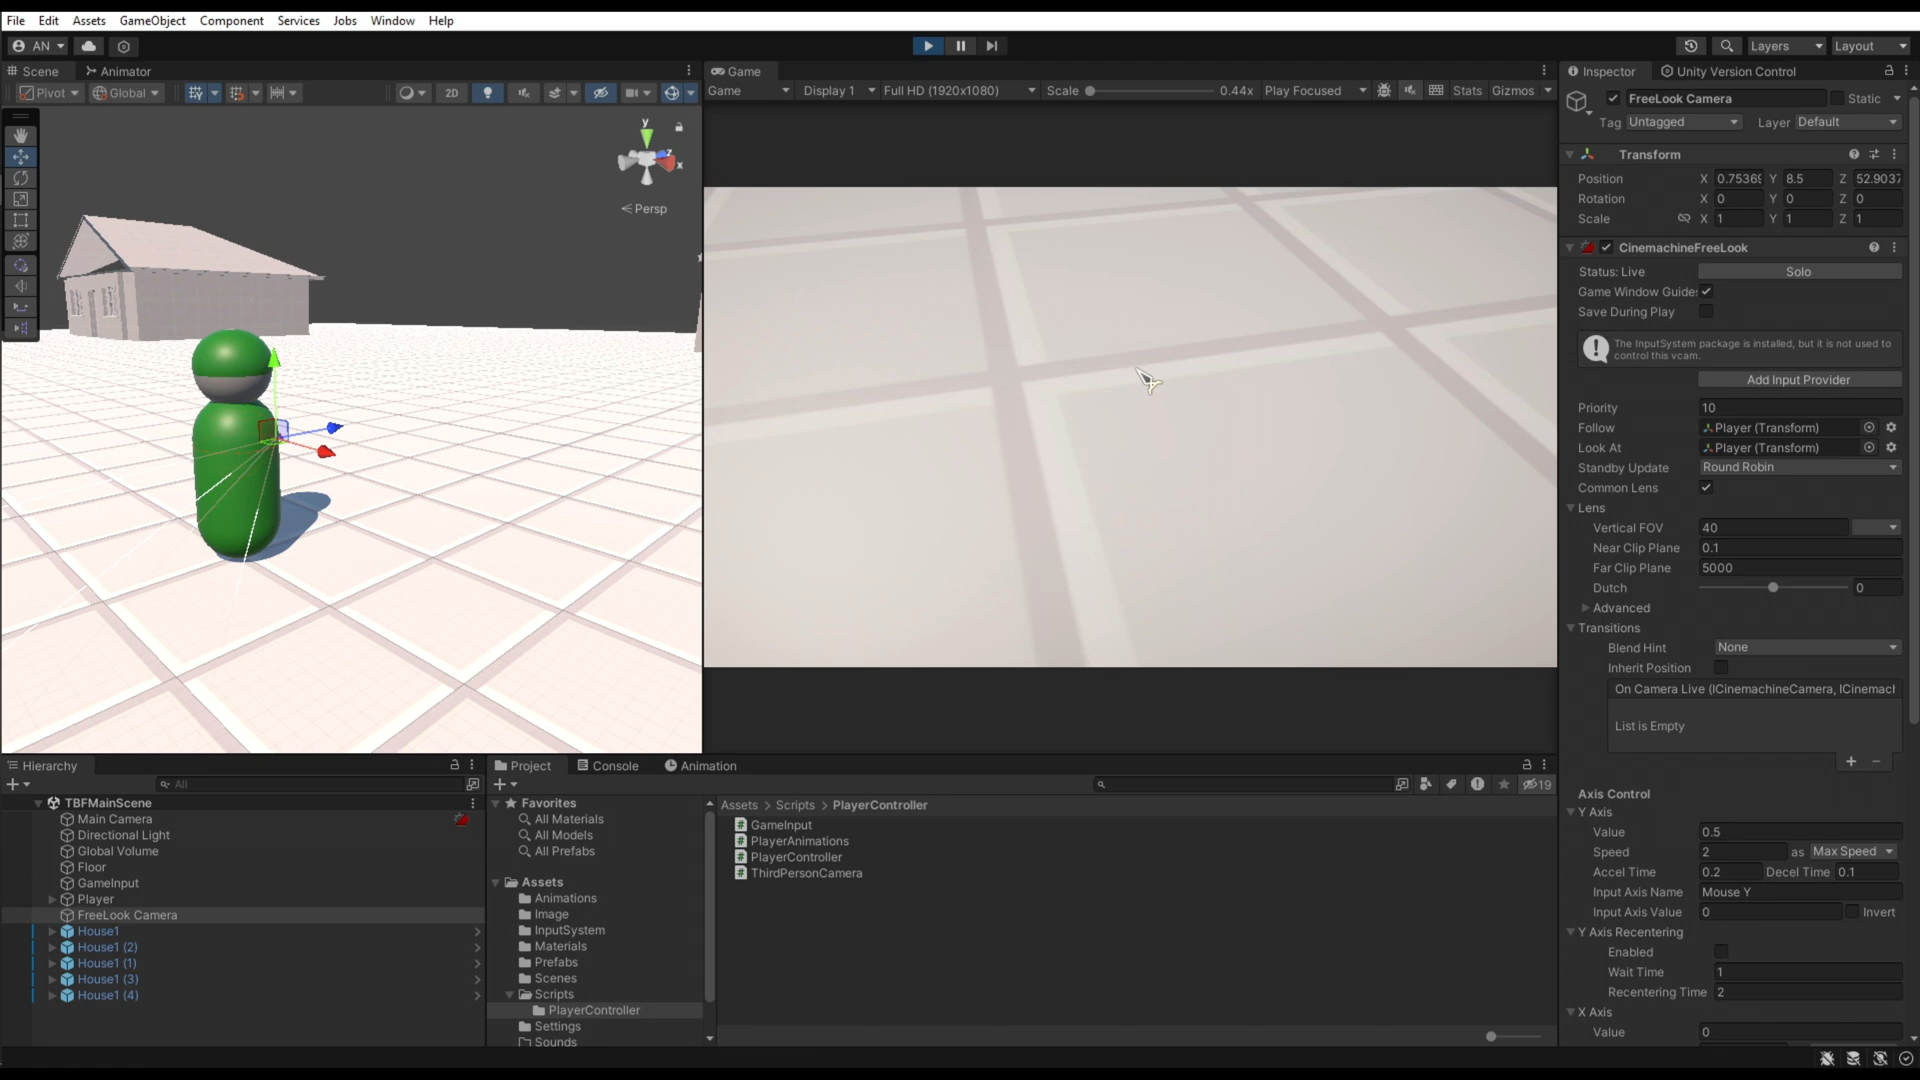 File Edit Assets GameObject Component Services Jobs Window Help
AN Layers Layout
Scene Animator
Pivot Global 2D
y
z
x
Persp
Game
Game Display 1 Full HD (1920x1080) Scale 0.44x Play Focused Stats Gizmos
Inspector Unity Version Control
FreeLook Camera Static
Tag Untagged Layer Default
Transform
Position X 0.7536 Y 8.5 Z 52.9037
Rotation X 0 Y 0 Z 0
Scale X 1 Y 1 Z 1
CinemachineFreeLook
Status: Live Solo
Game Window Guide
Save During Play
The InputSystem package is installed, but it is not used to
control this vcam.
Add Input Provider
Priority 10
Follow Player (Transform)
Look At Player (Transform)
Standby Update Round Robin
Common Lens
Lens
Vertical FOV 40
Near Clip Plane 0.1
Far Clip Plane 5000
Dutch 0
Advanced
Transitions
Blend Hint None
Inherit Position
On Camera Live (ICinemachineCamera, ICinemacl
List is Empty
+ −
Axis Control
Y Axis
Value 0.5
Speed 2 as Max Speed
Accel Time 0.2 Decel Time 0.1
Input Axis Name Mouse Y
Input Axis Value 0 Invert
Y Axis Recentering
Enabled
Wait Time 1
Recentering Time 2
X Axis
Value 0
Hierarchy
All
TBFMainScene
Main Camera
Directional Light
Global Volume
Floor
GameInput
Player
FreeLook Camera
House1
House1 (2)
House1 (1)
House1 (3)
House1 (4)
Project Console Animation
19
Favorites
All Materials
All Models
All Prefabs
Assets
Animations
Image
InputSystem
Materials
Prefabs
Scenes
Scripts
PlayerController
Settings
Sounds
Assets > Scripts > PlayerController
GameInput
PlayerAnimations
PlayerController
ThirdPersonCamera